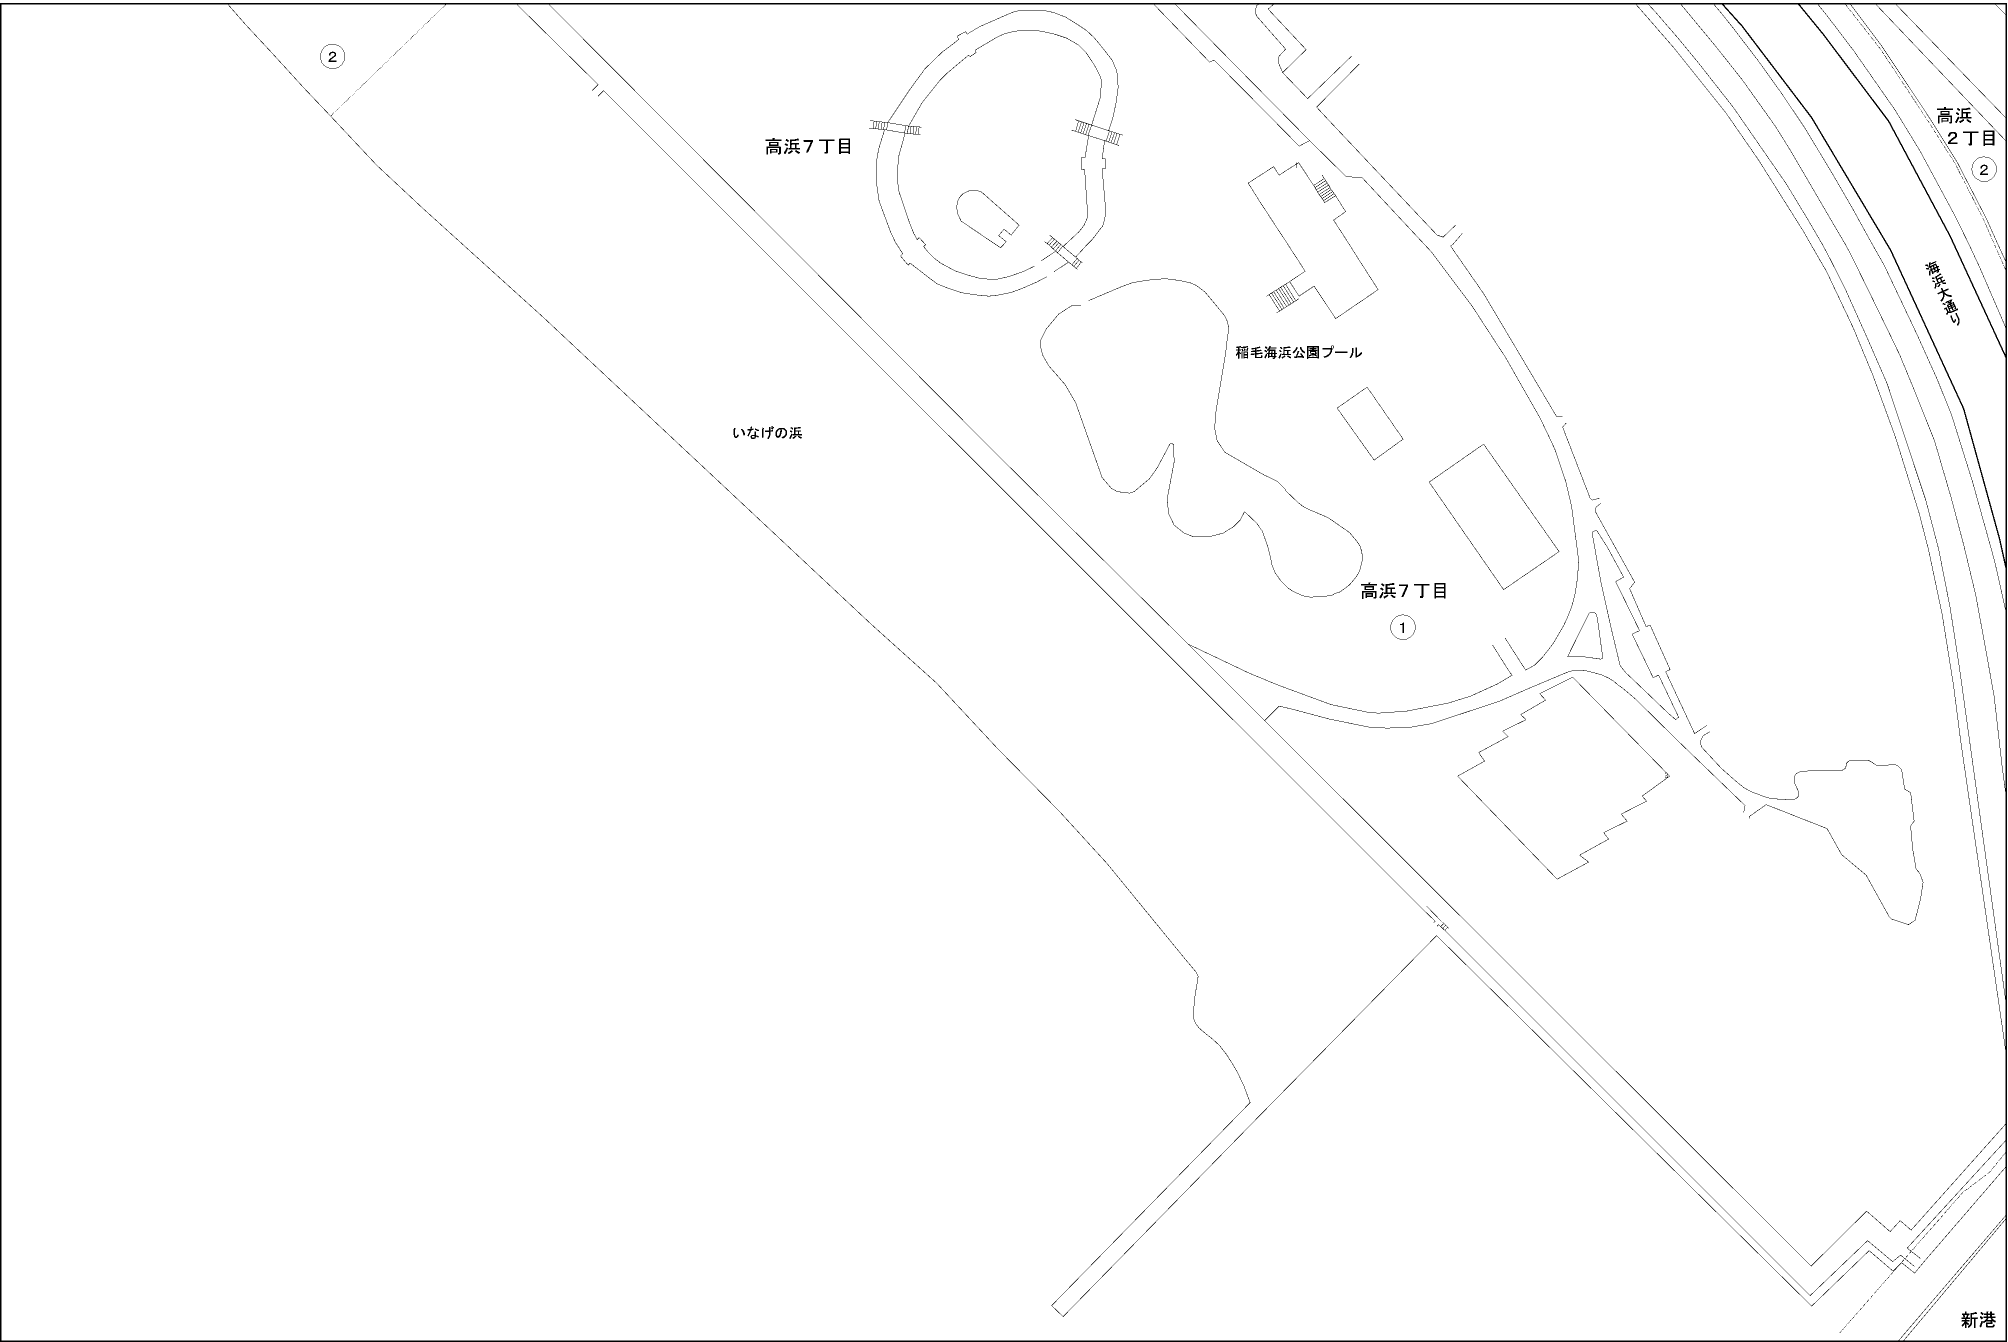 ②
高浜７丁目
高浜
２丁目
②
海浜大通り
稲毛海浜公園プール
いなげの浜
高浜７丁目
①
新港